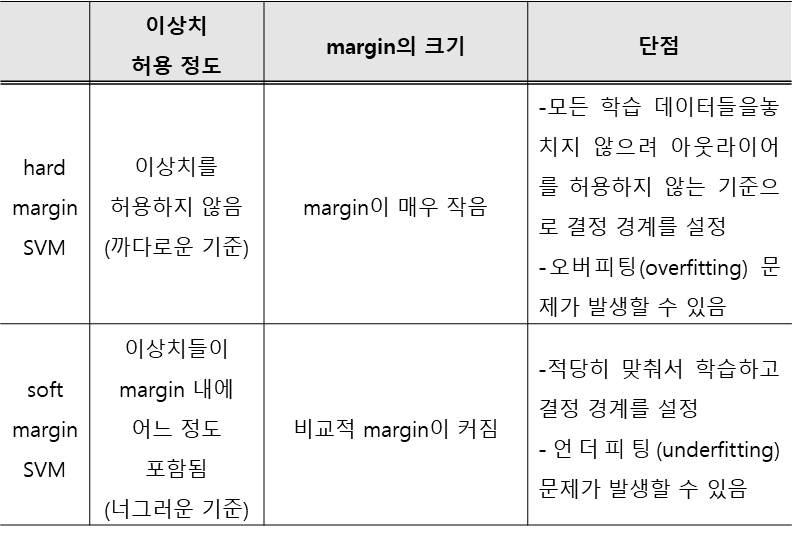 이상치
허용 정도
margin의 크기
단점
hard
margin
SVM
이상치를
허용하지 않음
(까다로운 기준)
margin이 매우 작음
-모든 학습 데이터들을놓
치지 않으려 아웃라이어
를 허용하지 않는 기준으
로 결정 경계를 설정
-오버피팅(overfitting) 문
제가 발생할 수 있음
soft
margin
SVM
이상치들이
margin 내에
어느 정도
포함됨
(너그러운 기준)
비교적 margin이 커짐
-적당히 맞춰서 학습하고
결정 경계를 설정
- 언더피팅(underfitting)
문제가 발생할 수 있음